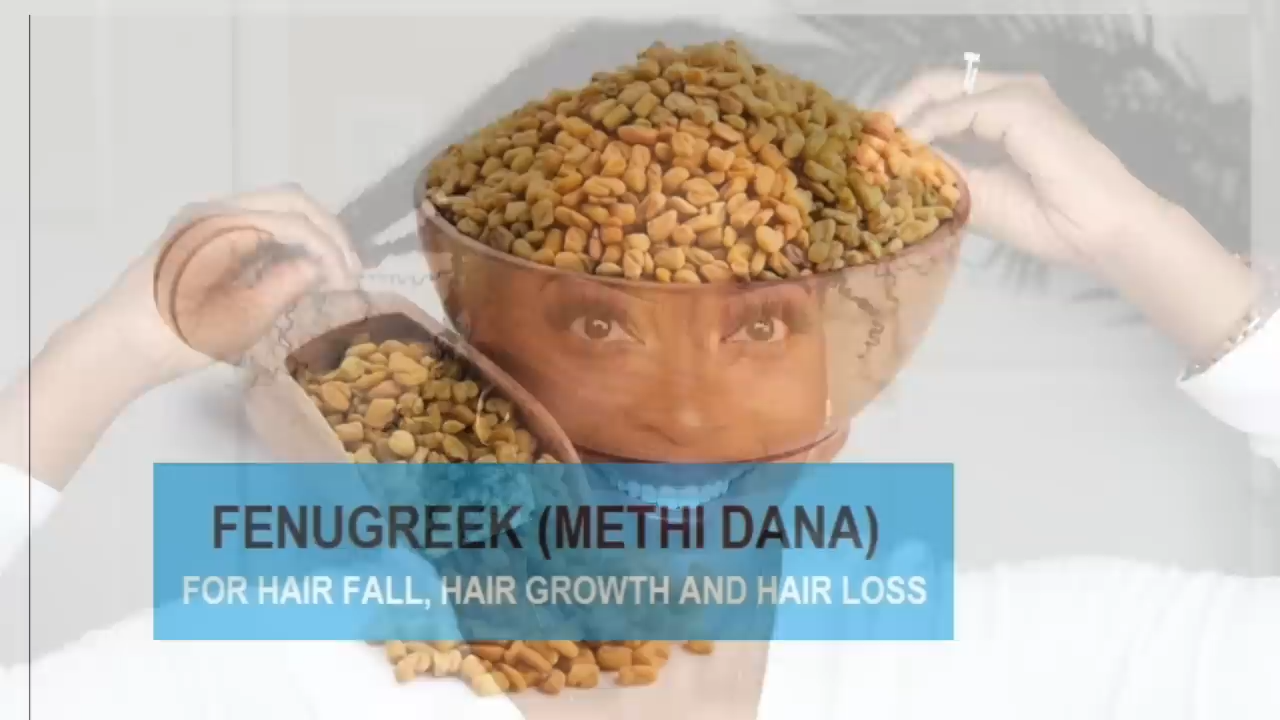 FENUGREEK (METHI DANA)
FOR HAIR FALL, HAIR GROWTH AND HAIR LOSS